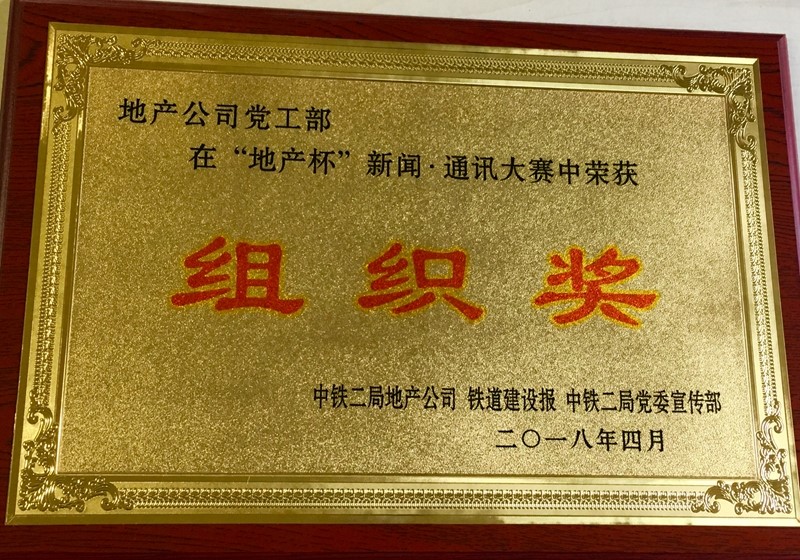 地产公司党工部
在“地产杯”新闻·通讯大赛中荣获
组织奖
中铁二局地产公司 铁道建设报 中铁二局党委宣传部
二〇一八年四月